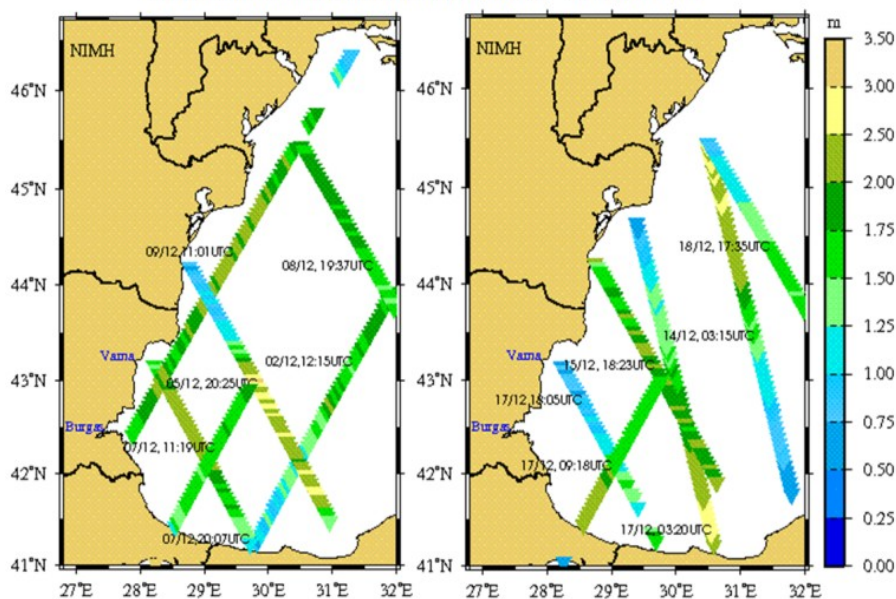 NIMH
46°N
45°N
44°N
43°N
42°N
41°N
09/12, 11:01UTC
08/12, 19:37UTC
02/12, 12:15UTC
Varna
05/12, 20:25UTC
Burgas
07/12, 11:19UTC
07/12,20:07UTC
27°E 28°E 29°E 30°E 31°E 32°E
NIMH
46°N
45°N
44°N
43°N
42°N
41°N
18/12, 17:35UTC
14/12, 03:15UTC
Varna
15/12, 18:23UTC
17/12,16:05UTC
Burgas
17/12, 09:18UTC
17/12, 03:20UTC
27°E 28°E 29°E 30°E 31°E 32°E
m
3.50
3.00
2.50
2.00
1.75
1.50
1.25
1.00
0.75
0.50
0.25
0.00